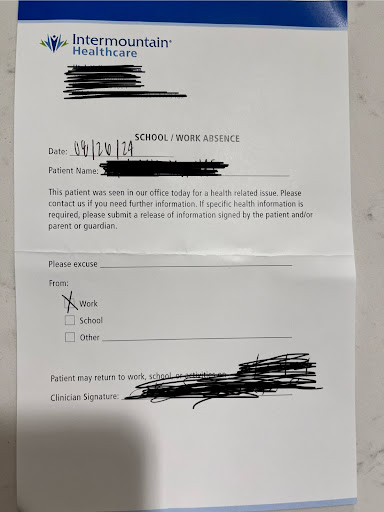 Intermountain®
Healthcare
SCHOOL / WORK ABSENCE
Date: 08/26/24
Patient Name:
This patient was seen in our office today for a health related issue. Please
contact us if you need further information. If specific health information is
required, please submit a release of information signed by the patient and/or
parent or guardian.
Please excuse
From:
X Work
School
Other
Patient may return to work, school, or activities on
Clinician Signature: